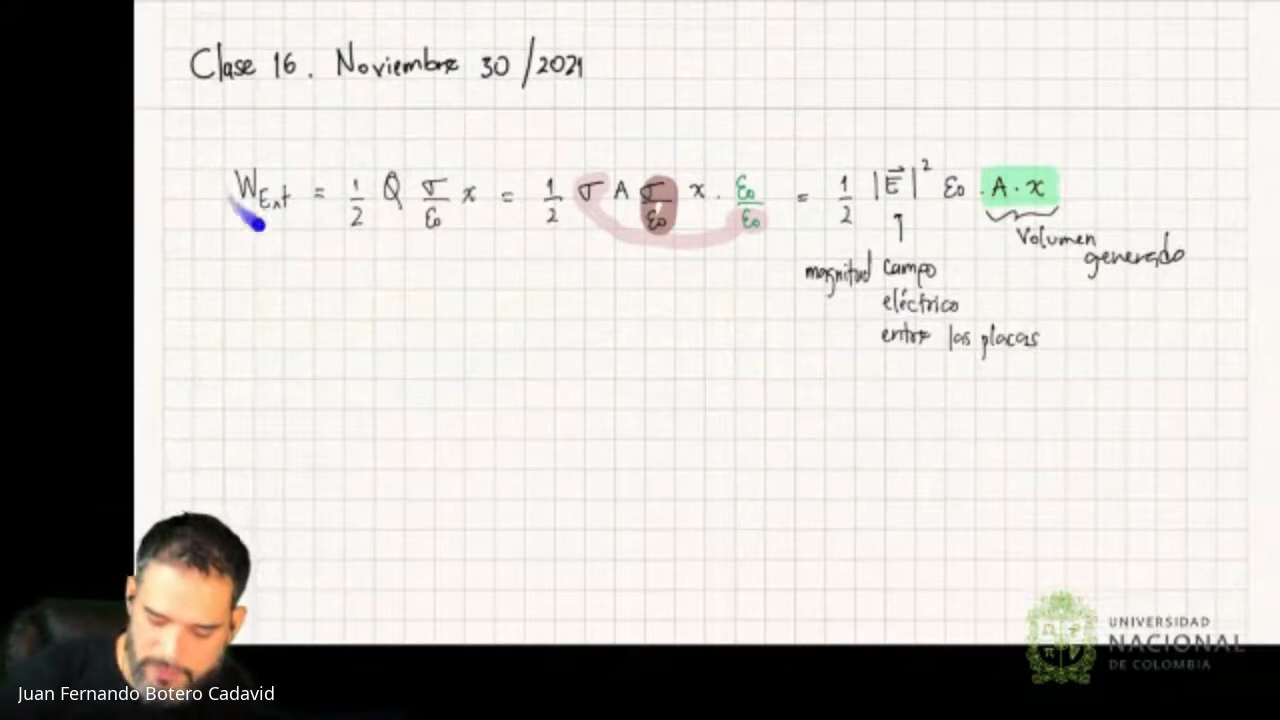 Clase 16. Noviembre 30/2021
W_Ext = 1/2 Q σ/ε₀ x = 1/2 σ A σ/ε₀ x · ε₀/ε₀ = 1/2 |E⃗|² ε₀ · A · x
Volumen
generado
magnitud campo
eléctrico
entre las placas
UNIVERSIDAD
NACIONAL
DE COLOMBIA
Juan Fernando Botero Cadavid